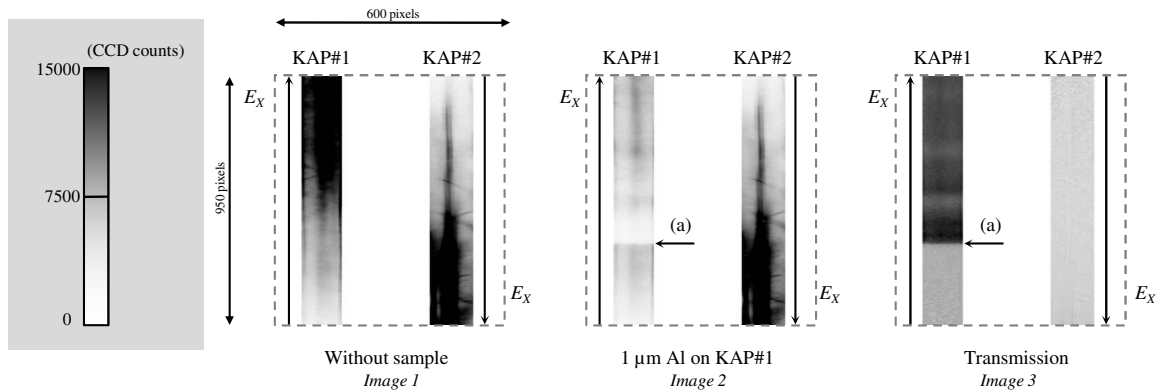 (CCD counts)
15000
7500
0
600 pixels
950 pixels
KAP#1
KAP#2
E_X
E_X
Without sample
Image 1
KAP#1
KAP#2
E_X
(a)
E_X
1 µm Al on KAP#1
Image 2
KAP#1
KAP#2
E_X
(a)
E_X
Transmission
Image 3